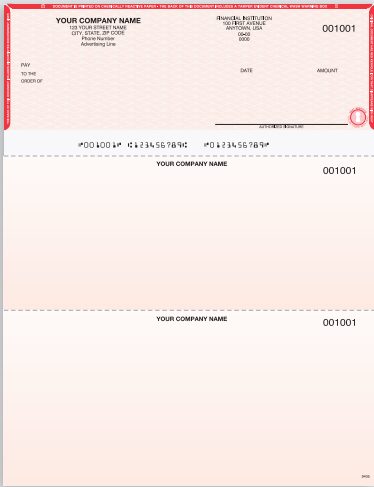 DOCUMENT IS PRINTED ON CHEMICALLY REACTIVE PAPER • THE BACK OF THIS DOCUMENT INCLUDES A TAMPER EVIDENT CHEMICAL WASH WARNING BOX
YOUR COMPANY NAME
123 YOUR STREET NAME
CITY, STATE, ZIP CODE
Phone Number
Advertising Line
FINANCIAL INSTITUTION
100 FIRST AVENUE
ANYTOWN, USA
00-00
0000
001001
PAY
TO THE
ORDER OF
DATE
AMOUNT
AUTHORIZED SIGNATURE
⑈001001⑈ ⑆123456789⑆ ⑈0123456789⑈
YOUR COMPANY NAME
001001
YOUR COMPANY NAME
001001